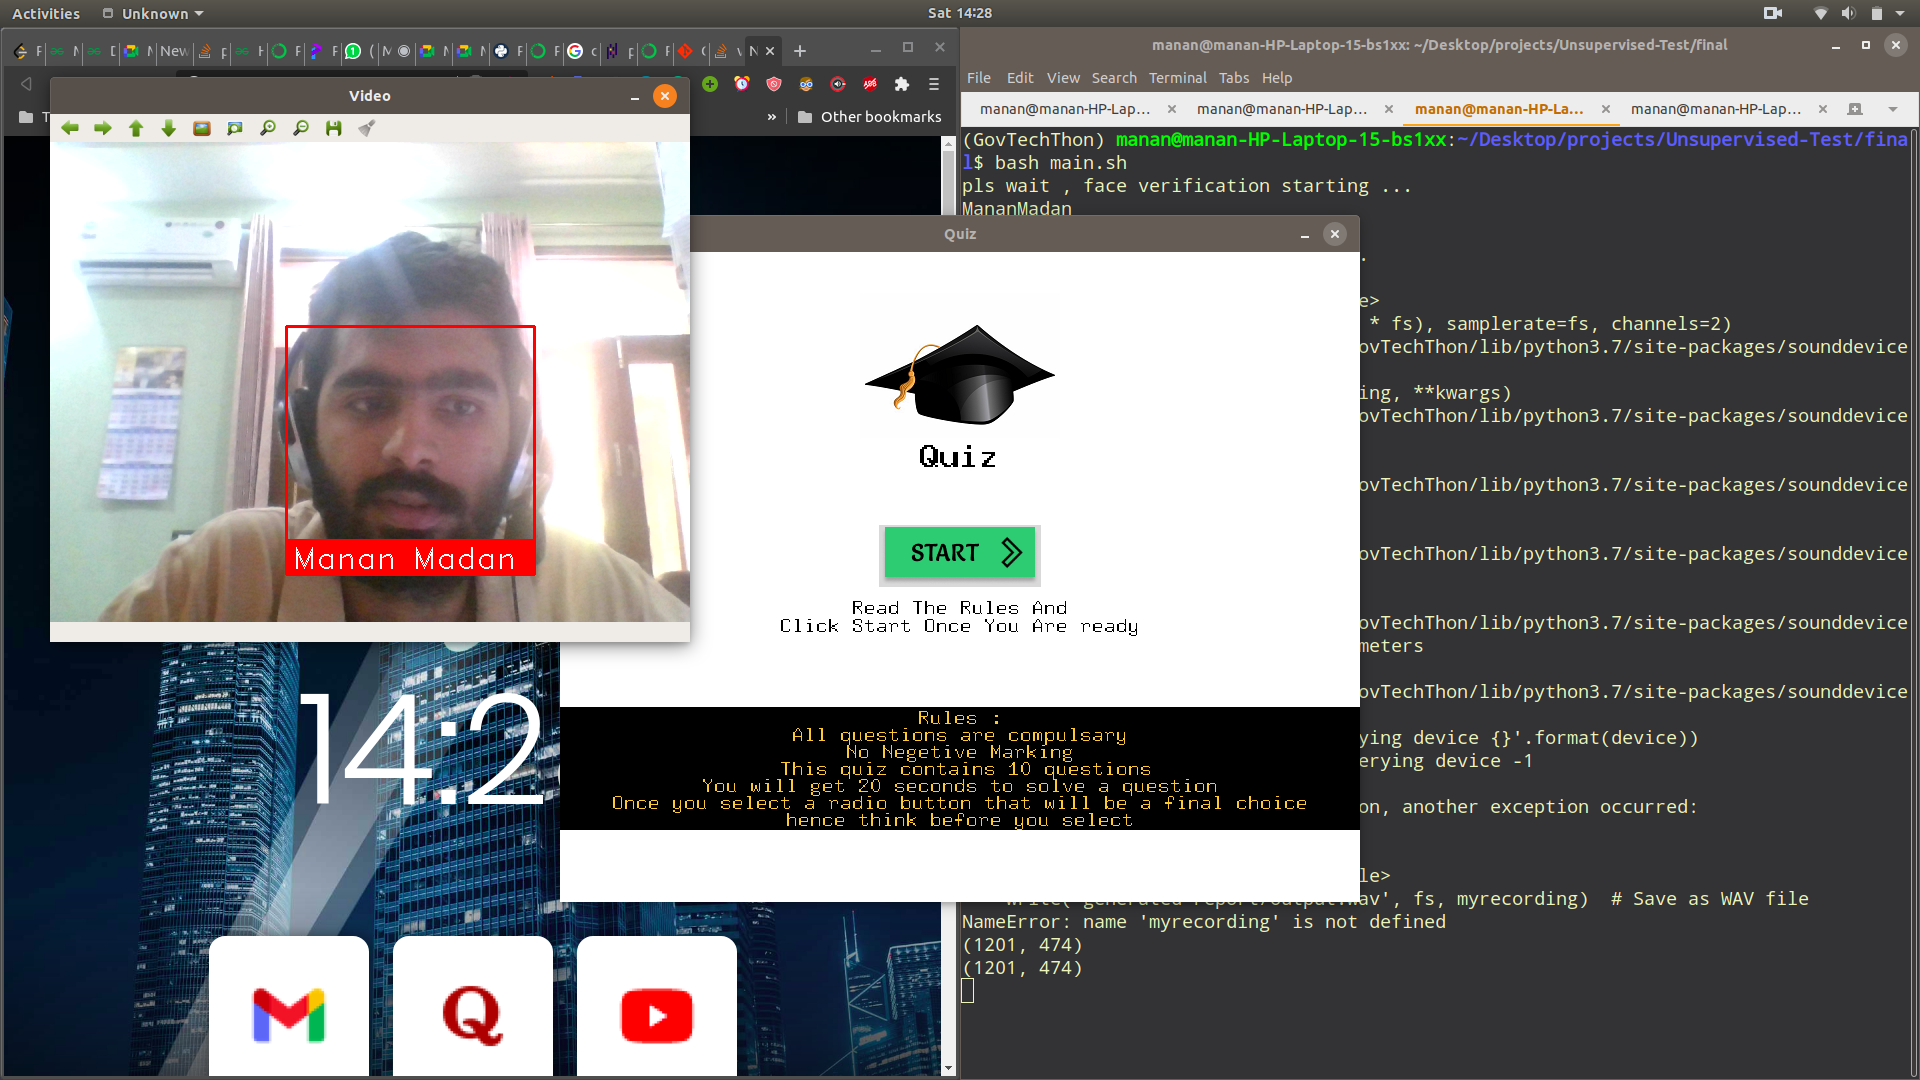 Activities
Unknown
Sat 14:28
Video
Other bookmarks
Manan Madan
14:2
manan@manan-HP-Laptop-15-bs1xx: ~/Desktop/projects/Unsupervised-Test/final
File Edit View Search Terminal Tabs Help
manan@manan-HP-Lap...
manan@manan-HP-Lap...
manan@manan-HP-La...
manan@manan-HP-Lap...
(GovTechThon) manan@manan-HP-Laptop-15-bs1xx:~/Desktop/projects/Unsupervised-Test/fina
l$ bash main.sh
pls wait , face verification starting ...
MananMadan
.
e>
* fs), samplerate=fs, channels=2)
ovTechThon/lib/python3.7/site-packages/sounddevice
ing, **kwargs)
ovTechThon/lib/python3.7/site-packages/sounddevice
ovTechThon/lib/python3.7/site-packages/sounddevice
ovTechThon/lib/python3.7/site-packages/sounddevice
ovTechThon/lib/python3.7/site-packages/sounddevice
meters
ovTechThon/lib/python3.7/site-packages/sounddevice
ying device {}'.format(device))
erying device -1
on, another exception occurred:
le>
write('generated report/output.wav', fs, myrecording)  # Save as WAV file
NameError: name 'myrecording' is not defined
(1201, 474)
(1201, 474)
Quiz
Quiz
START
Read The Rules And
Click Start Once You Are ready
Rules :
All questions are compulsary
No Negetive Marking
This quiz contains 10 questions
You will get 20 seconds to solve a question
Once you select a radio button that will be a final choice
hence think before you select